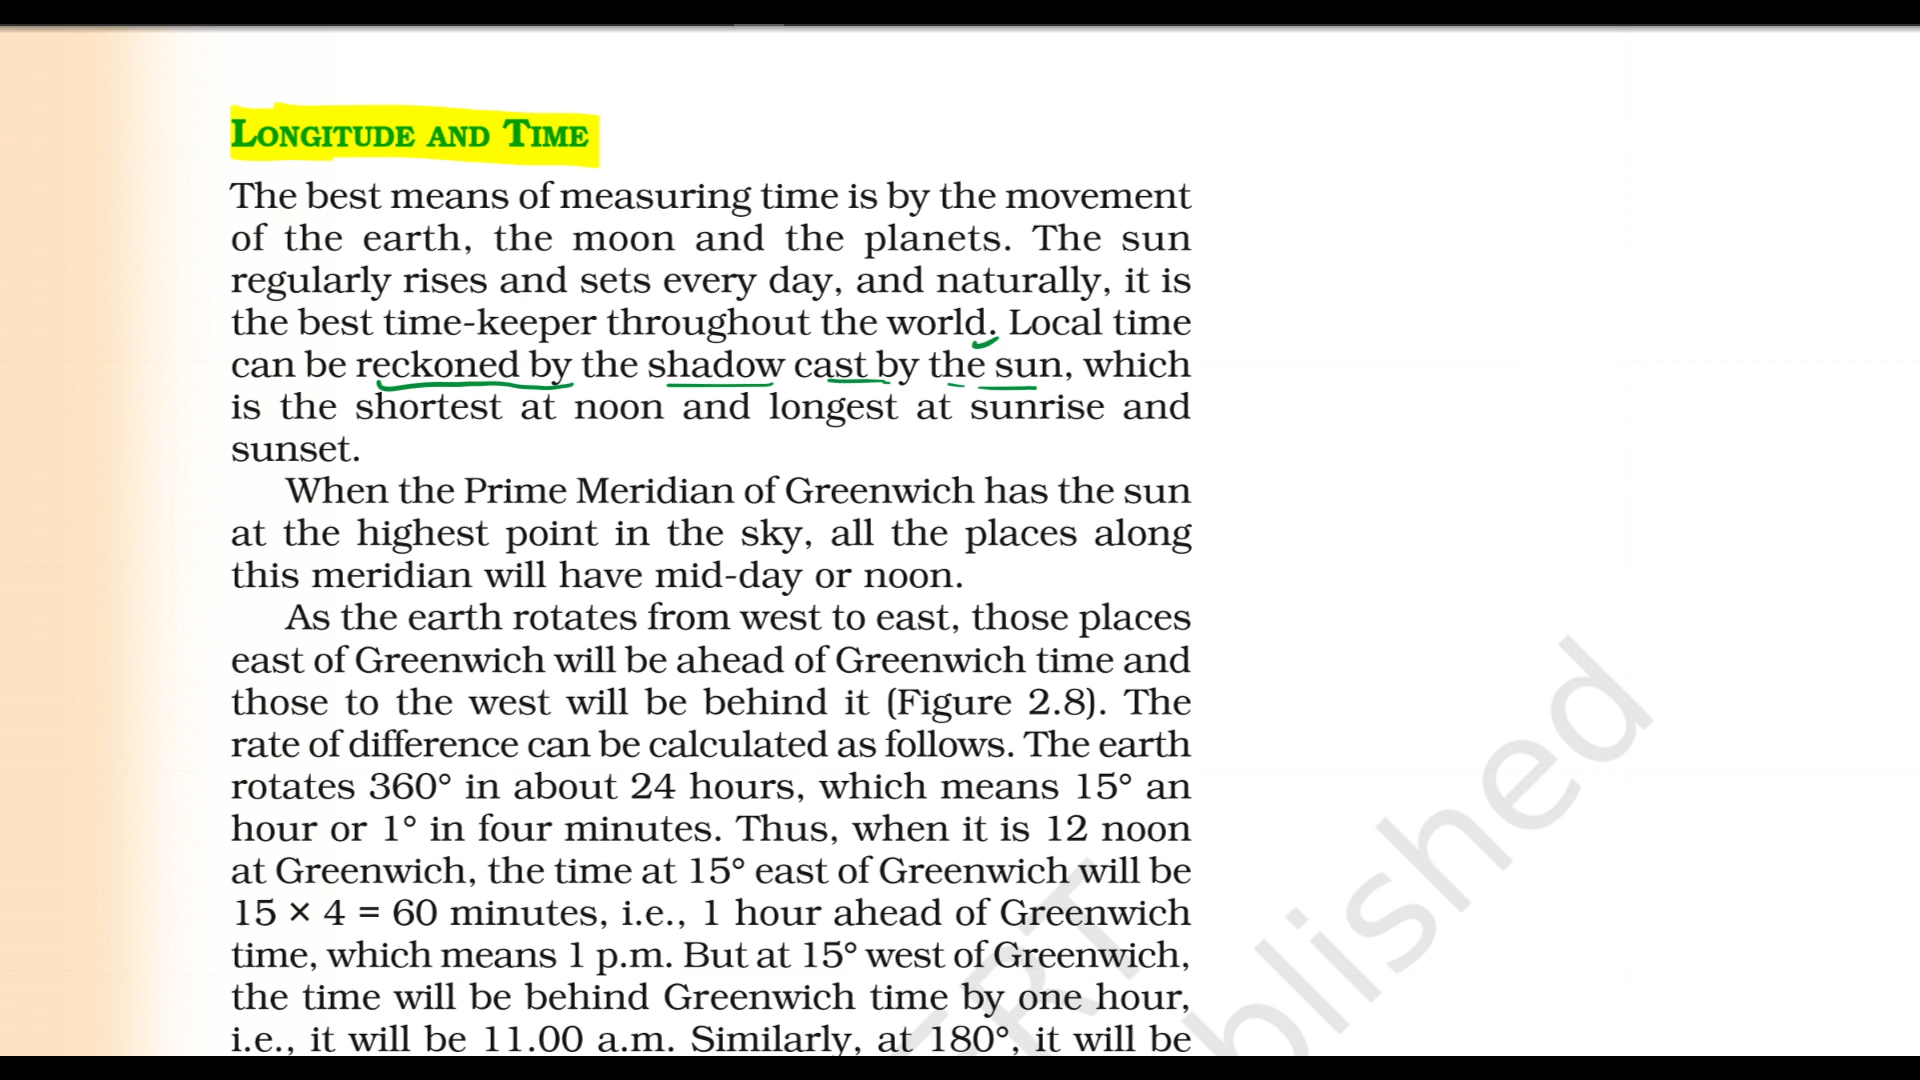 LONGITUDE AND TIME
The best means of measuring time is by the movement
of the earth, the moon and the planets. The sun
regularly rises and sets every day, and naturally, it is
the best time-keeper throughout the world. Local time
can be reckoned by the shadow cast by the sun, which
is the shortest at noon and longest at sunrise and
sunset.
When the Prime Meridian of Greenwich has the sun
at the highest point in the sky, all the places along
this meridian will have mid-day or noon.
As the earth rotates from west to east, those places
east of Greenwich will be ahead of Greenwich time and
those to the west will be behind it (Figure 2.8). The
rate of difference can be calculated as follows. The earth
rotates 360° in about 24 hours, which means 15° an
hour or 1° in four minutes. Thus, when it is 12 noon
at Greenwich, the time at 15° east of Greenwich will be
15 × 4 = 60 minutes, i.e., 1 hour ahead of Greenwich
time, which means 1 p.m. But at 15° west of Greenwich,
the time will be behind Greenwich time by one hour,
i.e., it will be 11.00 a.m. Similarly, at 180°, it will be